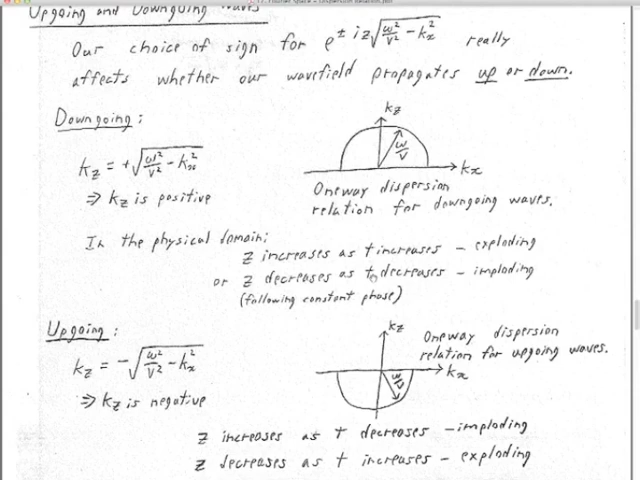 Upgoing and Downgoing Waves
Our choice of sign for e^{± iz√(ω²/v² − kx²)} really
affects whether our wavefield propagates up or down.
Downgoing:
kz = +√(ω²/v² − kx²)
⇒ kz is positive
kz
ω/v
kx
Oneway dispersion
relation for downgoing waves.
In the physical domain:
z increases as t increases – exploding
or z decreases as t decreases – imploding
(following constant phase)
Upgoing:
kz = −√(ω²/v² − kx²)
⇒ kz is negative
kz
kx
Oneway dispersion
relation for upgoing waves.
z increases as t decreases – imploding
z decreases as t increases – exploding